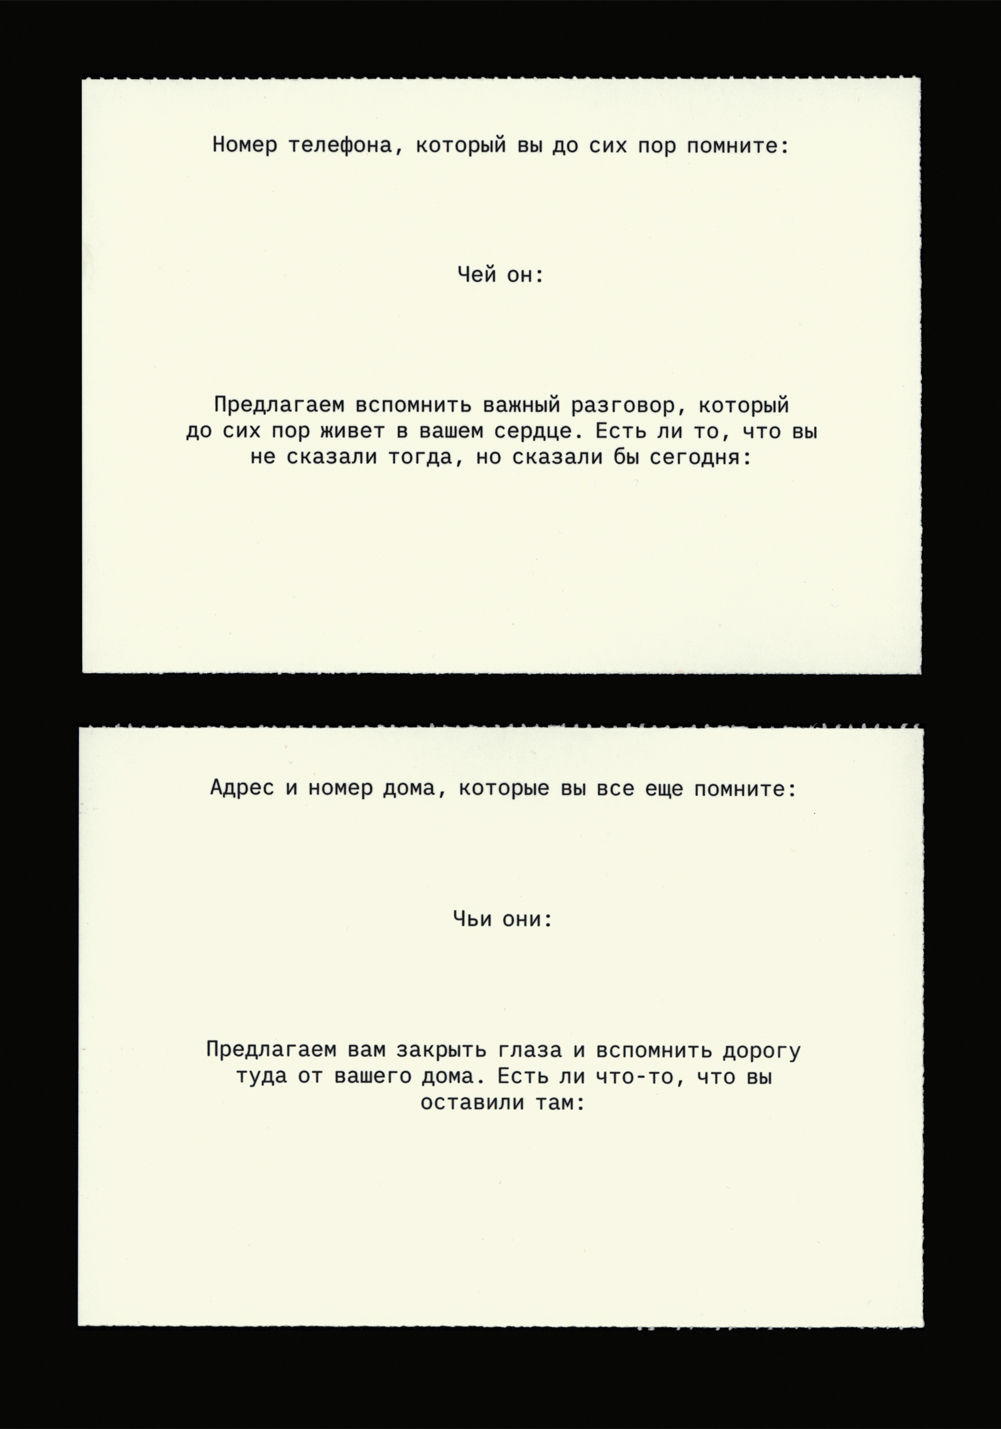 Номер телефона, который вы до сих пор помните:
Чей он:
Предлагаем вспомнить важный разговор, который
до сих пор живет в вашем сердце. Есть ли то, что вы
не сказали тогда, но сказали бы сегодня:
Адрес и номер дома, которые вы все еще помните:
Чьи они:
Предлагаем вам закрыть глаза и вспомнить дорогу
туда от вашего дома. Есть ли что-то, что вы
оставили там: